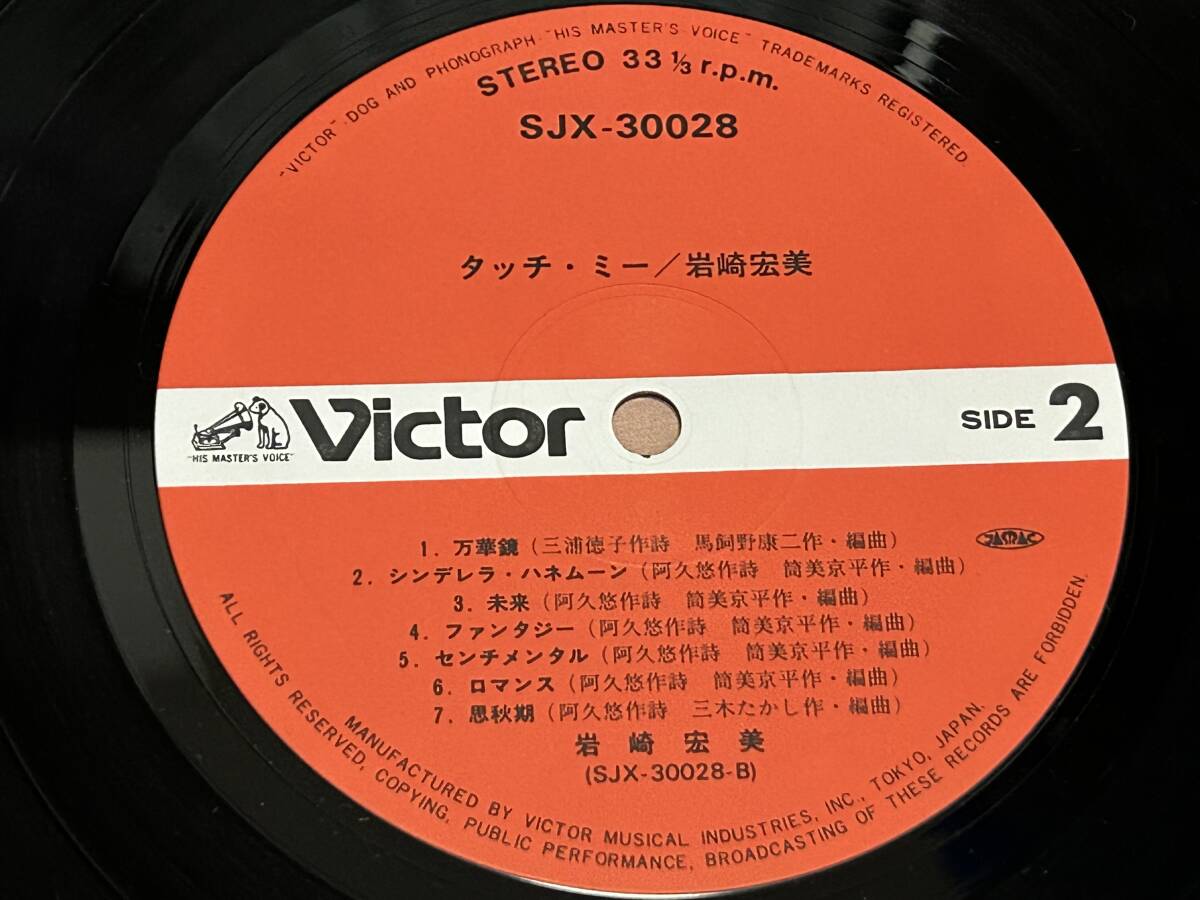 "VICTOR", DOG AND PHONOGRAPH "HIS MASTER'S VOICE" TRADEMARKS REGISTERED.
STEREO 33 1/3 r.p.m.
SJX-30028
タッチ・ミー/岩崎宏美
"HIS MASTER'S VOICE"
Victor
SIDE 2
1. 万華鏡 (三浦徳子作詩 馬飼野康二作・編曲)
JASRAC
2. シンデレラ・ハネムーン (阿久悠作詩 筒美京平作・編曲)
3. 未来 (阿久悠作詩 筒美京平作・編曲)
4. ファンタジー (阿久悠作詩 筒美京平作・編曲)
5. センチメンタル (阿久悠作詩 筒美京平作・編曲)
6. ロマンス (阿久悠作詩 筒美京平作・編曲)
7. 思秋期 (阿久悠作詩 三木たかし作・編曲)
岩崎宏美
(SJX-30028-B)
MANUFACTURED BY VICTOR MUSICAL INDUSTRIES, INC., TOKYO, JAPAN.
ALL RIGHTS RESERVED, COPYING, PUBLIC PERFORMANCE, BROADCASTING OF THESE RECORDS ARE FORBIDDEN.